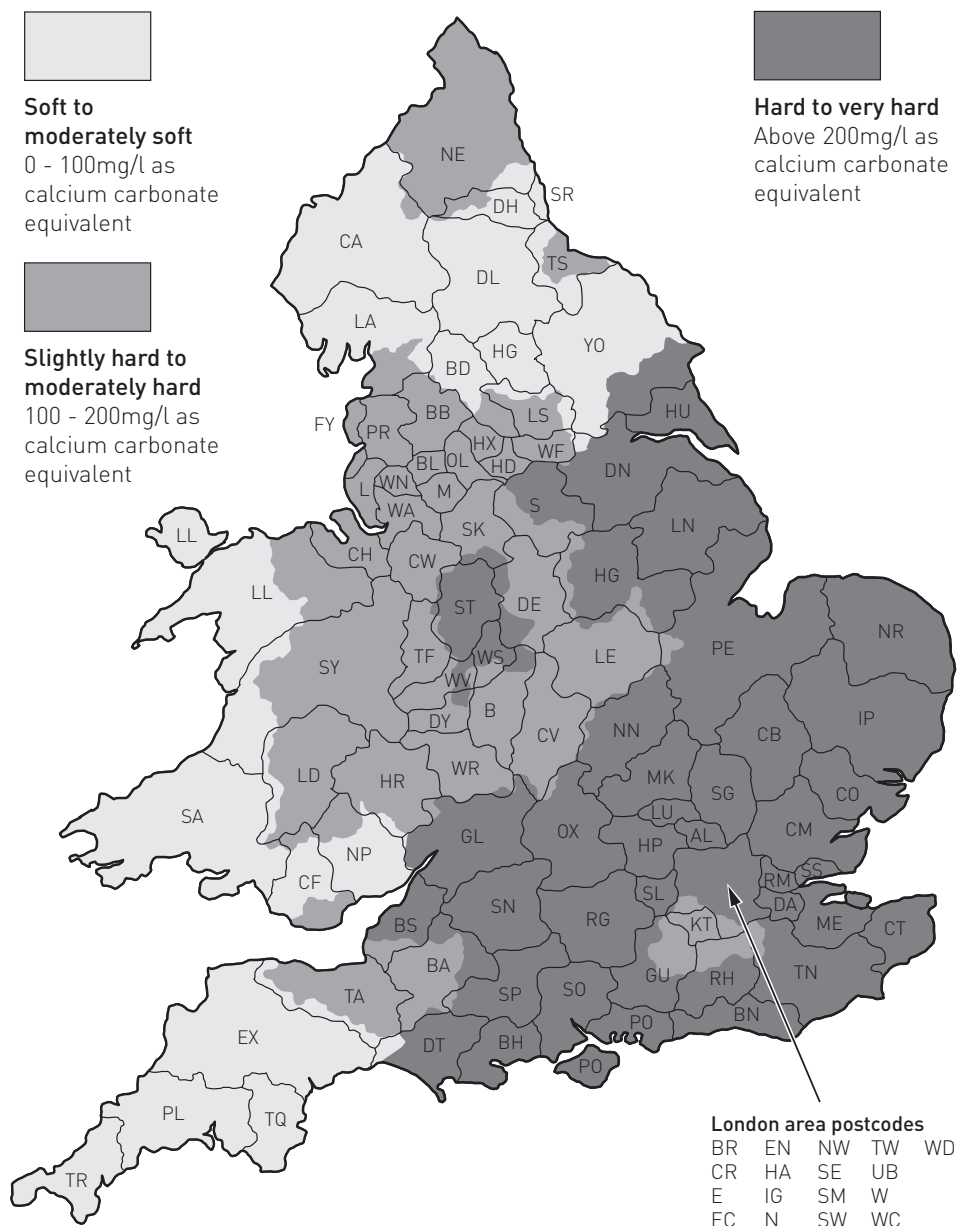 Soft to
moderately soft
0 - 100mg/l as
calcium carbonate
equivalent
Slightly hard to
moderately hard
100 - 200mg/l as
calcium carbonate
equivalent
Hard to very hard
Above 200mg/l as
calcium carbonate
equivalent
NE
SR
DH
CA
TS
DL
LA
YO
HG
BD
BB
LS
HU
FY
PR
HX
WF
BL
OL
HD
DN
L
WN
M
WA
S
SK
LN
LL
CH
CW
HG
LL
ST
DE
NR
SY
TF
WS
LE
PE
WV
B
DY
IP
CV
NN
CB
LD
HR
WR
MK
SG
CO
SA
LU
GL
OX
AL
CM
HP
NP
CF
RM
SS
SL
DA
SN
RG
BS
KT
ME
CT
BA
GU
RH
TN
TA
SP
SO
BN
EX
PO
DT
BH
PO
PL
TQ
TR
London area postcodes
BR EN NW TW WD
CR HA SE UB
E IG SM W
EC N SW WC